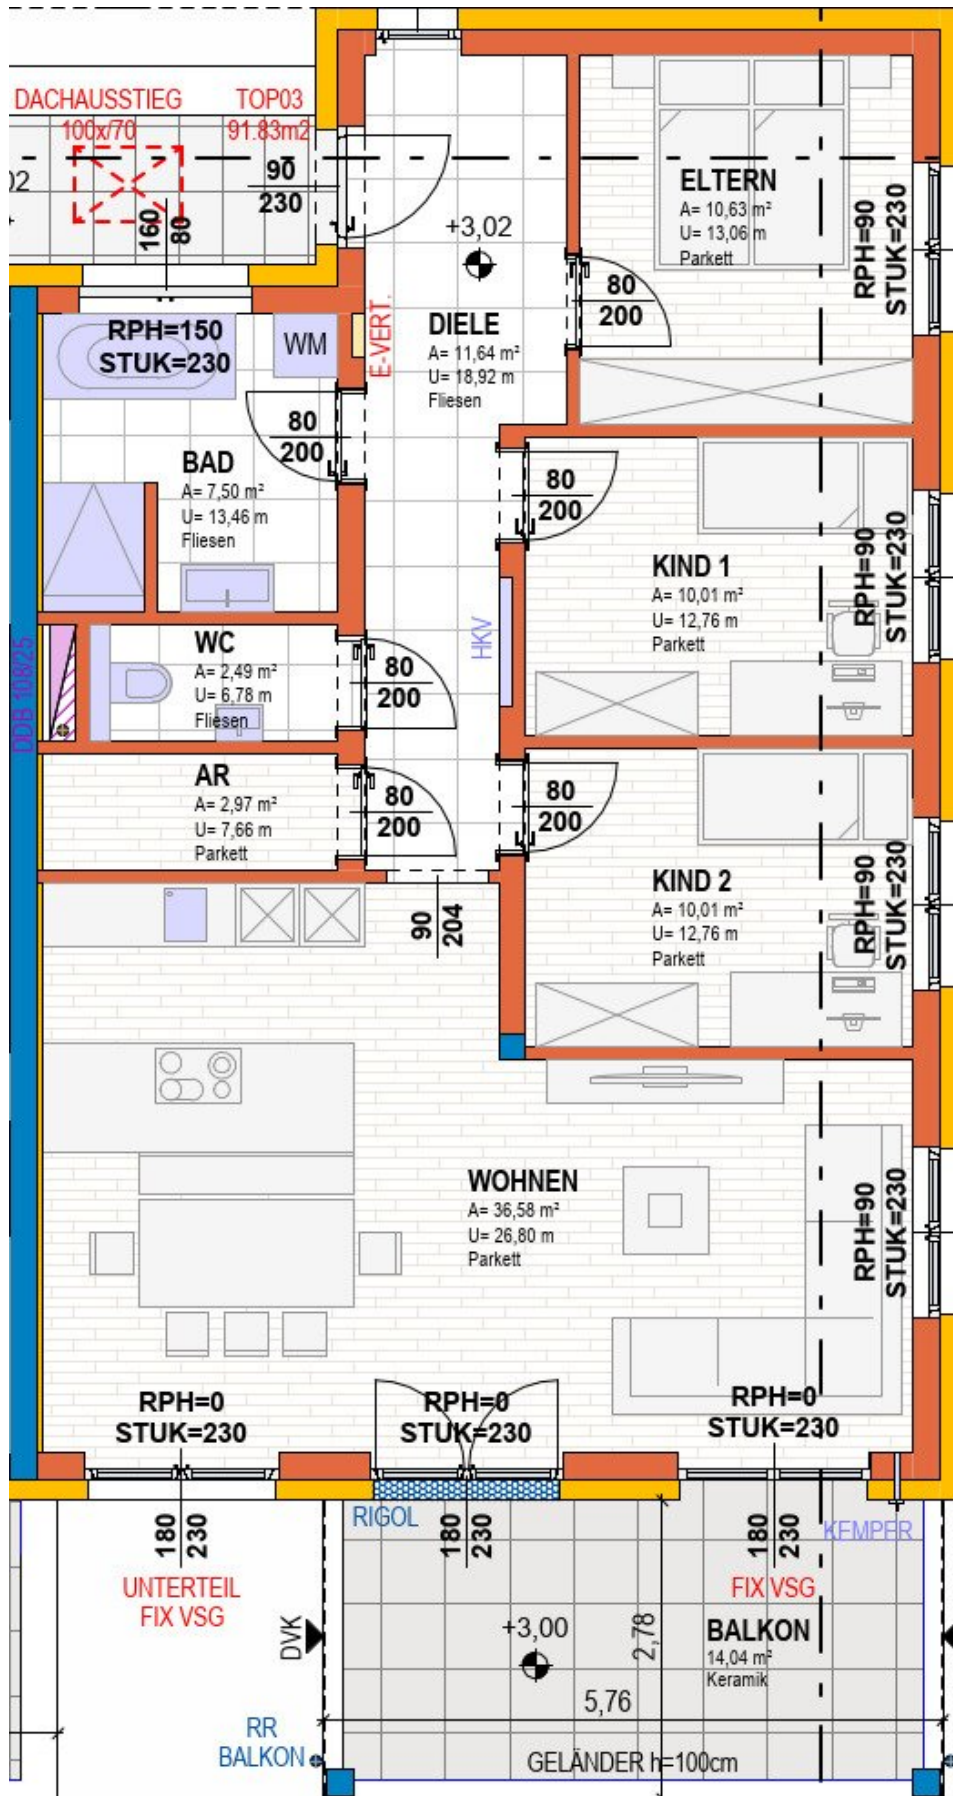 DACHAUSSTIEG
100x/70
TOP03
91.83m2
90
230
160
80
+3,02
ELTERN
A= 10,63 m²
U= 13,06 m
Parkett
RPH=90
STUK=230
80
200
RPH=150
STUK=230
WM
E-VERT.
DIELE
A= 11,64 m²
U= 18,92 m
Fliesen
80
200
BAD
A= 7,50 m²
U= 13,46 m
Fliesen
80
200
KIND 1
A= 10,01 m²
U= 12,76 m
Parkett
RPH=90
STUK=230
HKV
DDB 108/25
WC
A= 2,49 m²
U= 6,78 m
Fliesen
80
200
AR
A= 2,97 m²
U= 7,66 m
Parkett
80
200
80
200
KIND 2
A= 10,01 m²
U= 12,76 m
Parkett
RPH=90
STUK=230
90
204
WOHNEN
A= 36,58 m²
U= 26,80 m
Parkett
RPH=90
STUK=230
RPH=0
STUK=230
RPH=0
STUK=230
RPH=0
STUK=230
RIGOL
KEMPER
180
230
180
230
180
230
UNTERTEIL
FIX VSG
FIX VSG
DVK
+3,00
2,78
BALKON
14,04 m²
Keramik
5,76
RR
BALKON
GELÄNDER h=100cm